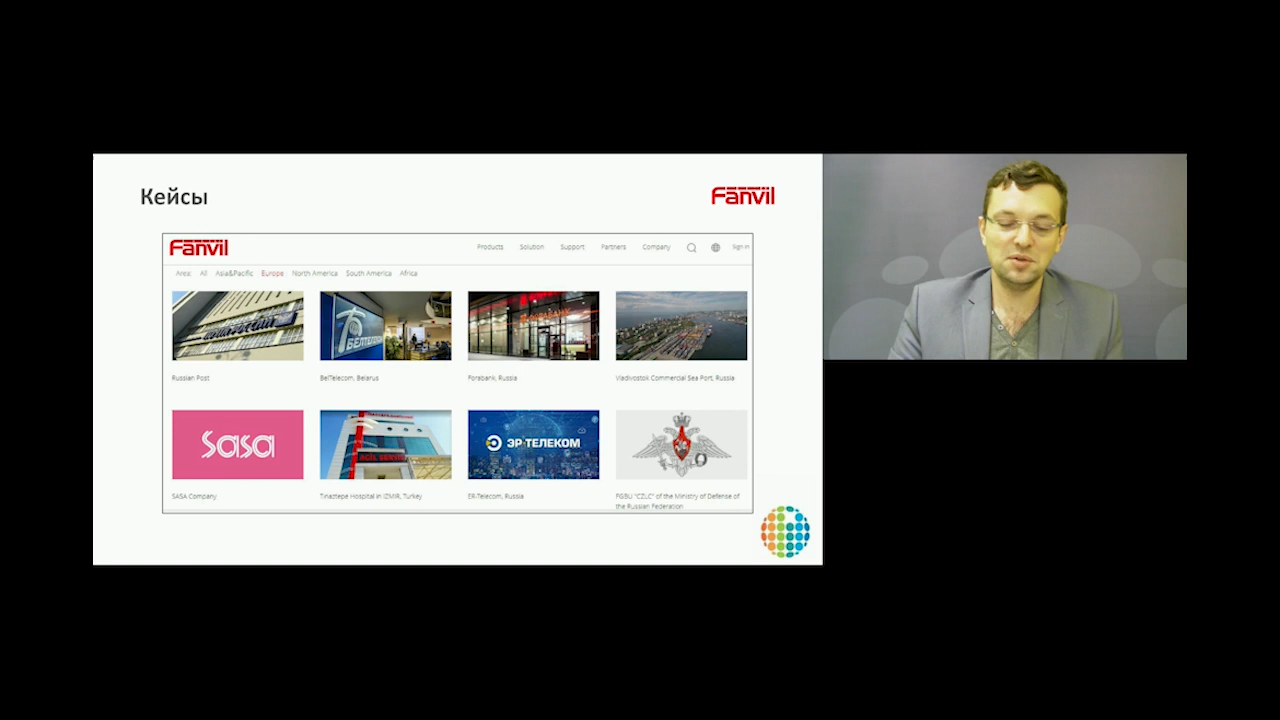 Кейсы
Fanvil
Fanvil
Products Solution Support Partners Company Sign in
Area: All Asia&Pacific Europe North America South America Africa
БЕЛТЕЛЕКОМ
Russian Post
BelTelecom, Belarus
Forabank, Russia
Vladivostok Commercial Sea Port, Russia
Sasa
ЭР-ТЕЛЕКОМ
SASA Company
Tinaztepe Hospital in IZMIR, Turkey
ER-Telecom, Russia
FGBU "CZLC" of the Ministry of Defense of
the Russian Federation